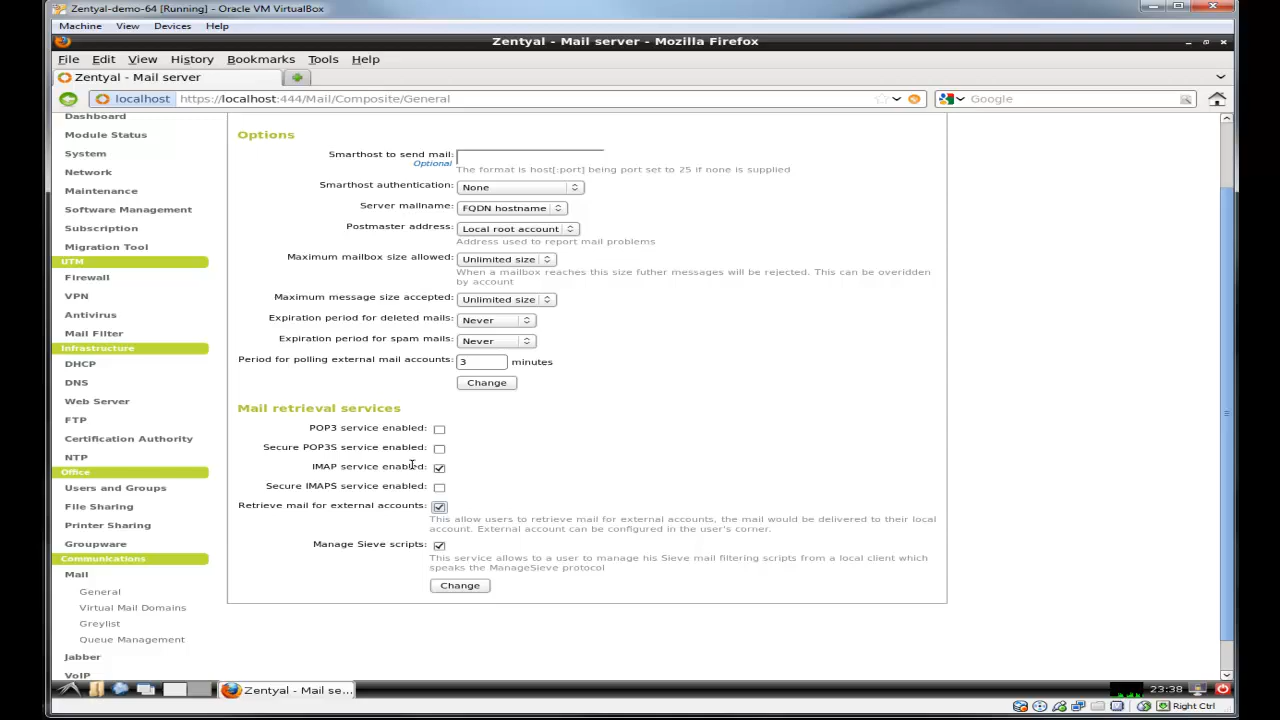 Zentyal-demo-64 [Running] - Oracle VM VirtualBox
Machine View Devices Help
Zentyal - Mail server - Mozilla Firefox
File Edit View History Bookmarks Tools Help
Zentyal - Mail server
localhost https://localhost:444/Mail/Composite/General Google
Dashboard
Module Status
System
Network
Maintenance
Software Management
Subscription
Migration Tool
UTM
Firewall
VPN
Antivirus
Mail Filter
Infrastructure
DHCP
DNS
Web Server
FTP
Certification Authority
NTP
Office
Users and Groups
File Sharing
Printer Sharing
Groupware
Communications
Mail
General
Virtual Mail Domains
Greylist
Queue Management
Jabber
VoIP
Options
Smarthost to send mail:
Optional
The format is host[:port] being port set to 25 if none is supplied
Smarthost authentication: None
Server mailname: FQDN hostname
Postmaster address: Local root account
Address used to report mail problems
Maximum mailbox size allowed: Unlimited size
When a mailbox reaches this size futher messages will be rejected. This can be overidden
by account
Maximum message size accepted: Unlimited size
Expiration period for deleted mails: Never
Expiration period for spam mails: Never
Period for polling external mail accounts: 3 minutes
Change
Mail retrieval services
POP3 service enabled:
Secure POP3S service enabled:
IMAP service enabled:
Secure IMAPS service enabled:
Retrieve mail for external accounts:
This allow users to retrieve mail for external accounts, the mail would be delivered to their local
account. External account can be configured in the user's corner.
Manage Sieve scripts:
This service allows to a user to manage his Sieve mail filtering scripts from a local client which
speaks the ManageSieve protocol
Change
Zentyal - Mail se... 23:38
Right Ctrl